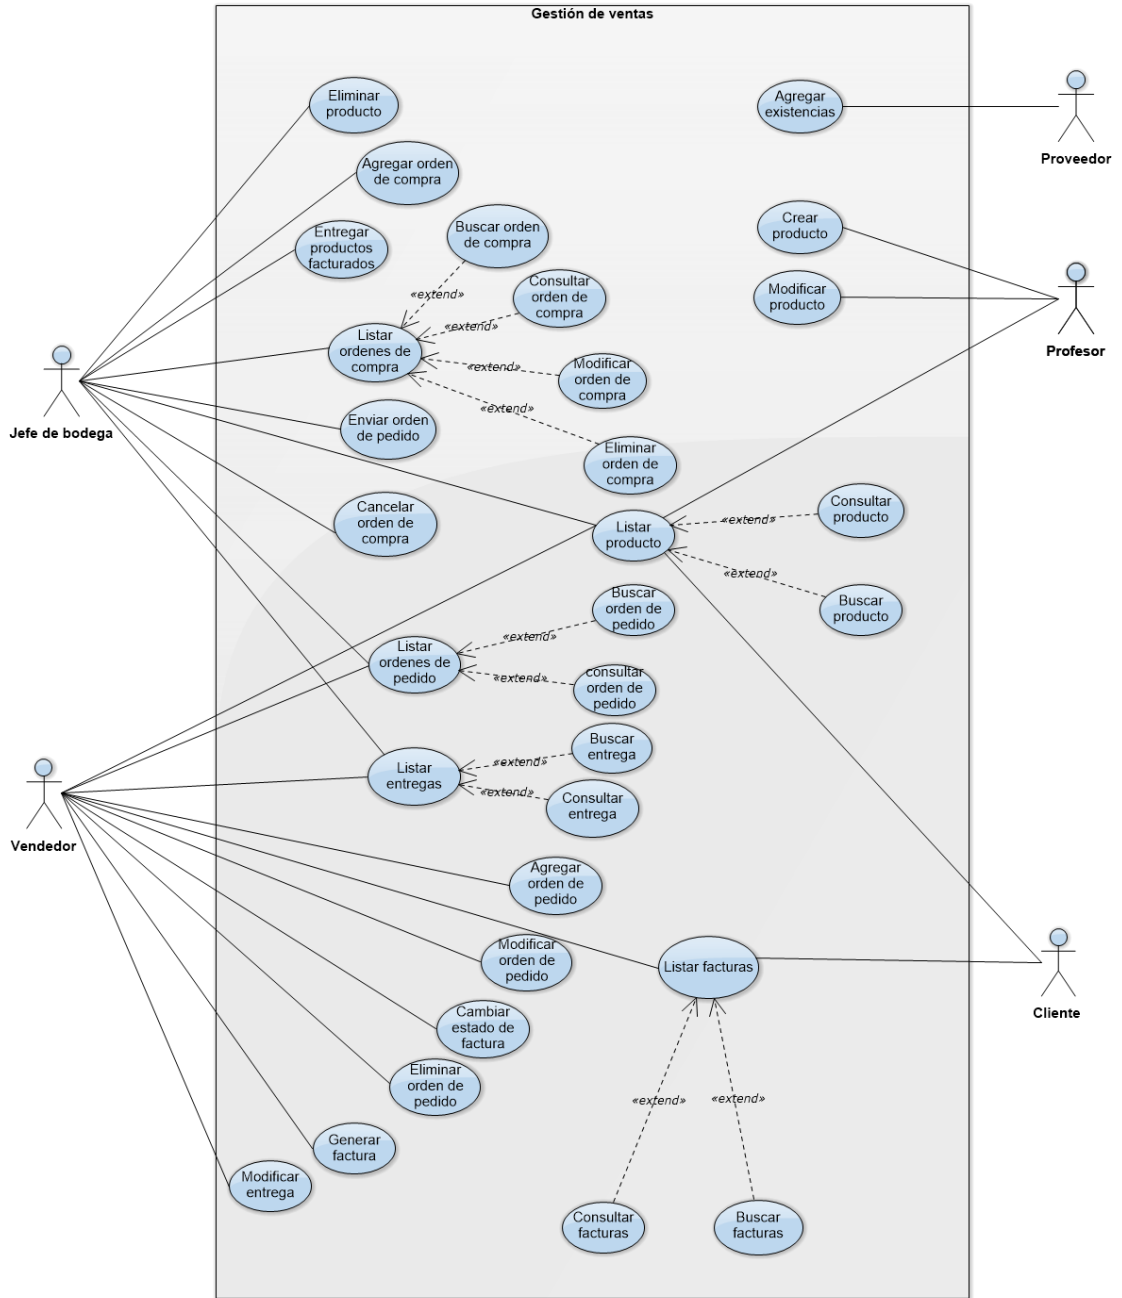 Gestión de ventas
Eliminar
producto
Agregar
existencias
Proveedor
Agregar orden
de compra
Buscar orden
de compra
Crear
producto
Entregar
productos
facturados
Consultar
orden de
compra
Modificar
producto
«extend»
«extend»
Listar
ordenes de
compra
Profesor
«extend»
Modificar
orden de
compra
Jefe de bodega
«extend»
Enviar orden
de pedido
Eliminar
orden de
compra
Cancelar
orden de
compra
Listar
producto
«extend»
Consultar
producto
«extend»
Buscar
producto
Buscar
orden de
pedido
«extend»
Listar
ordenes de
pedido
«extend»
consultar
orden de
pedido
Buscar
entrega
«extend»
Listar
entregas
«extend»
Consultar
entrega
Vendedor
Agregar
orden de
pedido
Modificar
orden de
pedido
Listar facturas
Cliente
Cambiar
estado de
factura
Eliminar
orden de
pedido
«extend»
«extend»
Generar
factura
Modificar
entrega
Consultar
facturas
Buscar
facturas